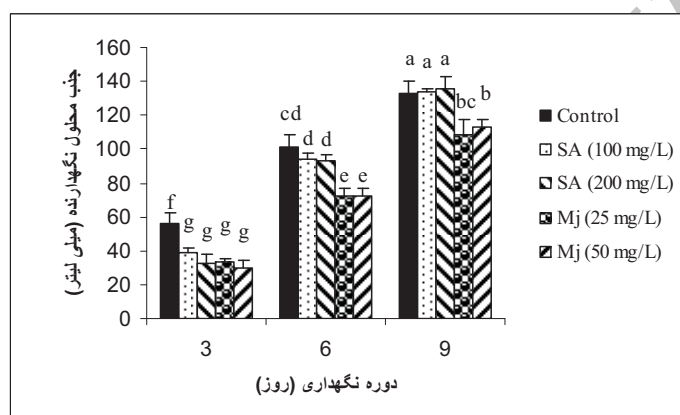 جذب محلول نگهدارنده (میلی لیتر)
160
140
120
100
80
60
40
20
0
f g g g g
cd d d e e
a a a bc b
3 6 9
دوره نگهداری (روز)
Control
SA (100 mg/L)
SA (200 mg/L)
Mj (25 mg/L)
Mj (50 mg/L)